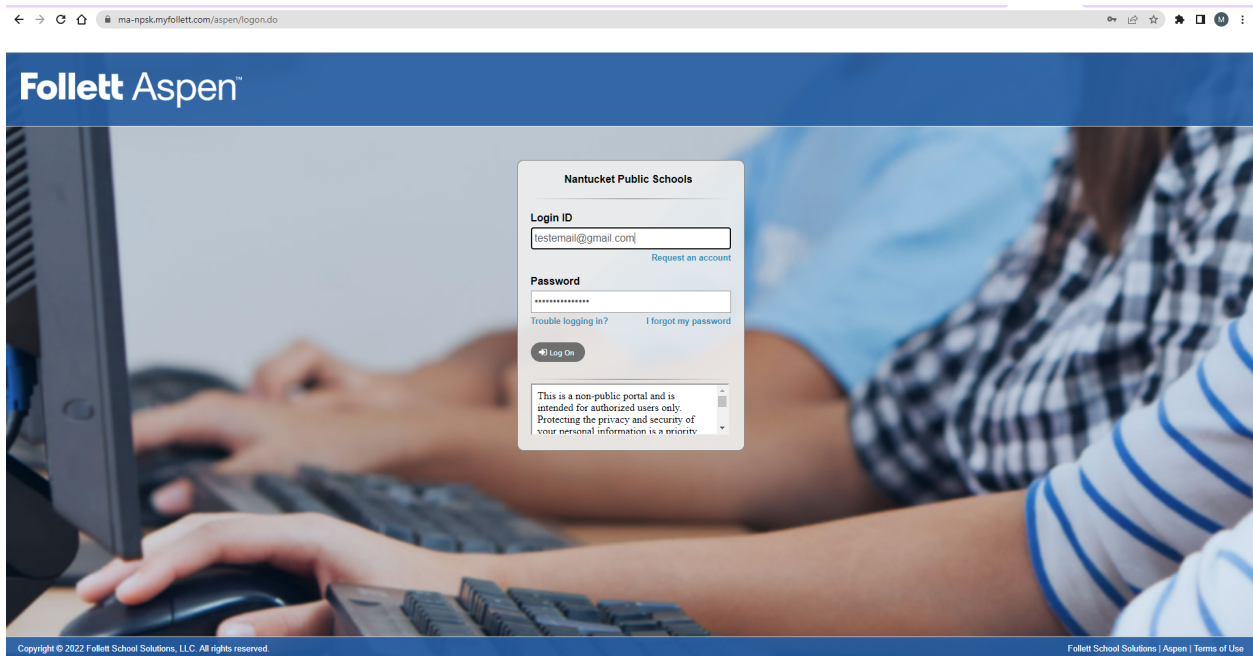 ma-npsk.myfollett.com/aspen/logon.do
M
Follett Aspen™
Nantucket Public Schools
Login ID
testemail@gmail.com
Request an account
Password
•••••••••••••••
Trouble logging in? I forgot my password
Log On
This is a non-public portal and is
intended for authorized users only.
Protecting the privacy and security of
your personal information is a priority
Copyright © 2022 Follett School Solutions, LLC. All rights reserved. Follett School Solutions | Aspen | Terms of Use